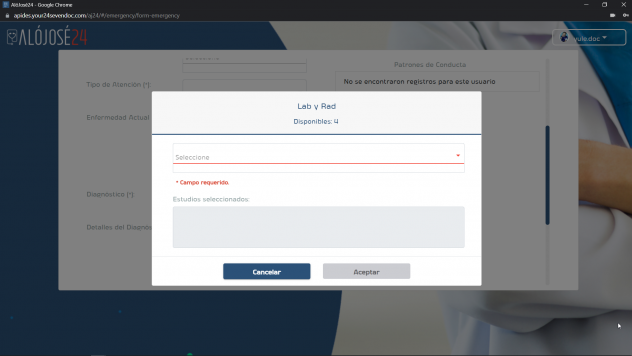 AlóJosé24 - Google Chrome
apides.your24sevendoc.com/aj24/#/emergency/form-emergency
ALÓJOSÉ24
yule.doc
Patrones de Conducta
Tipo de Atención (*):
No se encontraron registros para este usuario
Enfermedad Actual
Lab y Rad
Disponibles: 4
Seleccione
* Campo requerido.
Diagnóstico (*):
Estudios seleccionados:
Detalles del Diagnós
Cancelar
Aceptar